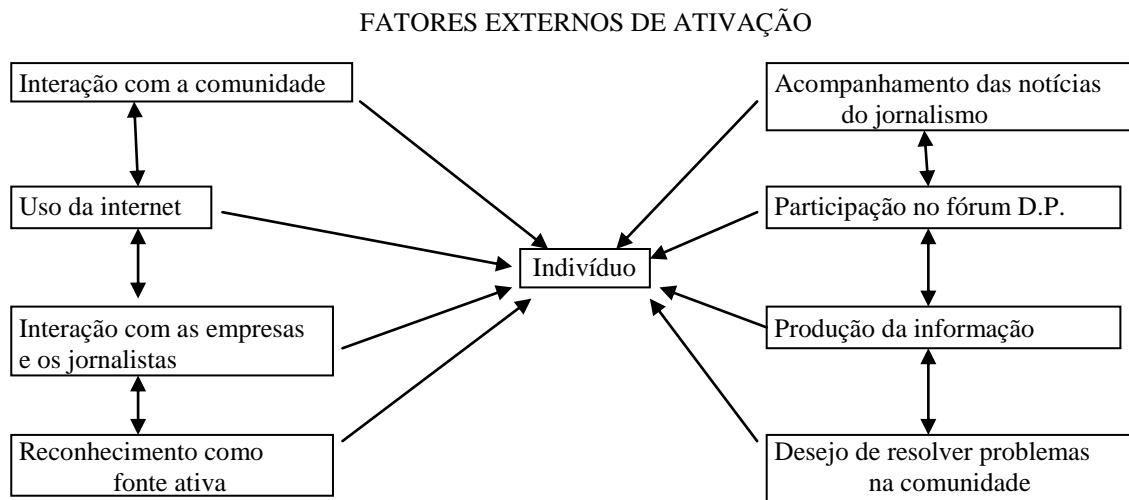 FATORES EXTERNOS DE ATIVAÇÃO
Interação com a comunidade
Uso da internet
Interação com as empresas
e os jornalistas
Reconhecimento como
fonte ativa
Indivíduo
Acompanhamento das notícias
do jornalismo
Participação no fórum D.P.
Produção da informação
Desejo de resolver problemas
na comunidade